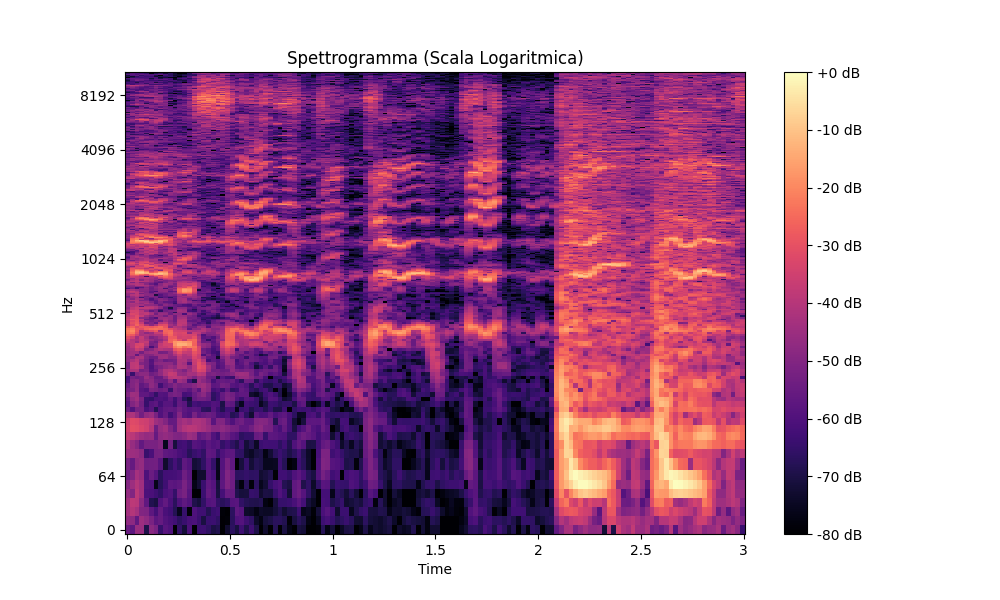 Spettrogramma (Scala Logaritmica)
Hz
8192
4096
2048
1024
512
256
128
64
0
0
0.5
1
1.5
2
2.5
3
Time
+0 dB
-10 dB
-20 dB
-30 dB
-40 dB
-50 dB
-60 dB
-70 dB
-80 dB